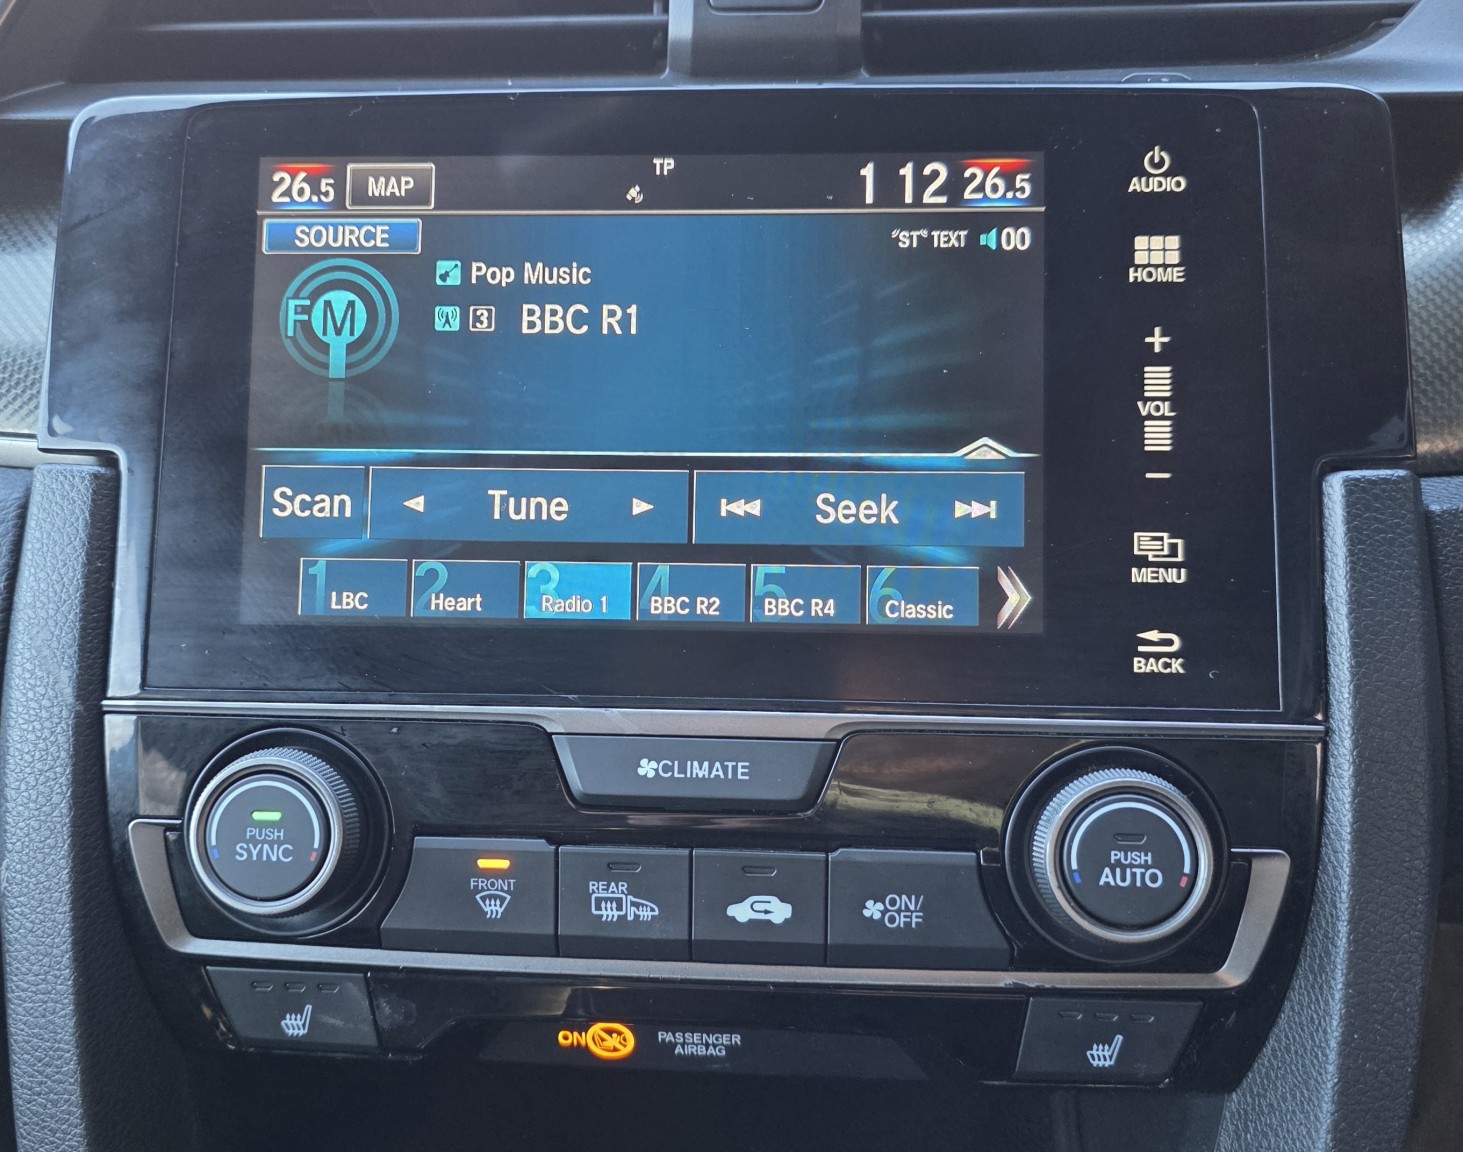 26.5 MAP TP 1 12 26.5
SOURCE "ST" TEXT 00
Pop Music
FM
3 BBC R1
Scan Tune Seek
1 LBC 2 Heart 3 Radio 1 4 BBC R2 5 BBC R4 6 Classic
AUDIO
HOME
+
VOL
-
MENU
BACK
CLIMATE
PUSH
SYNC
FRONT
REAR
ON/
OFF
PUSH
AUTO
ON PASSENGER
AIRBAG